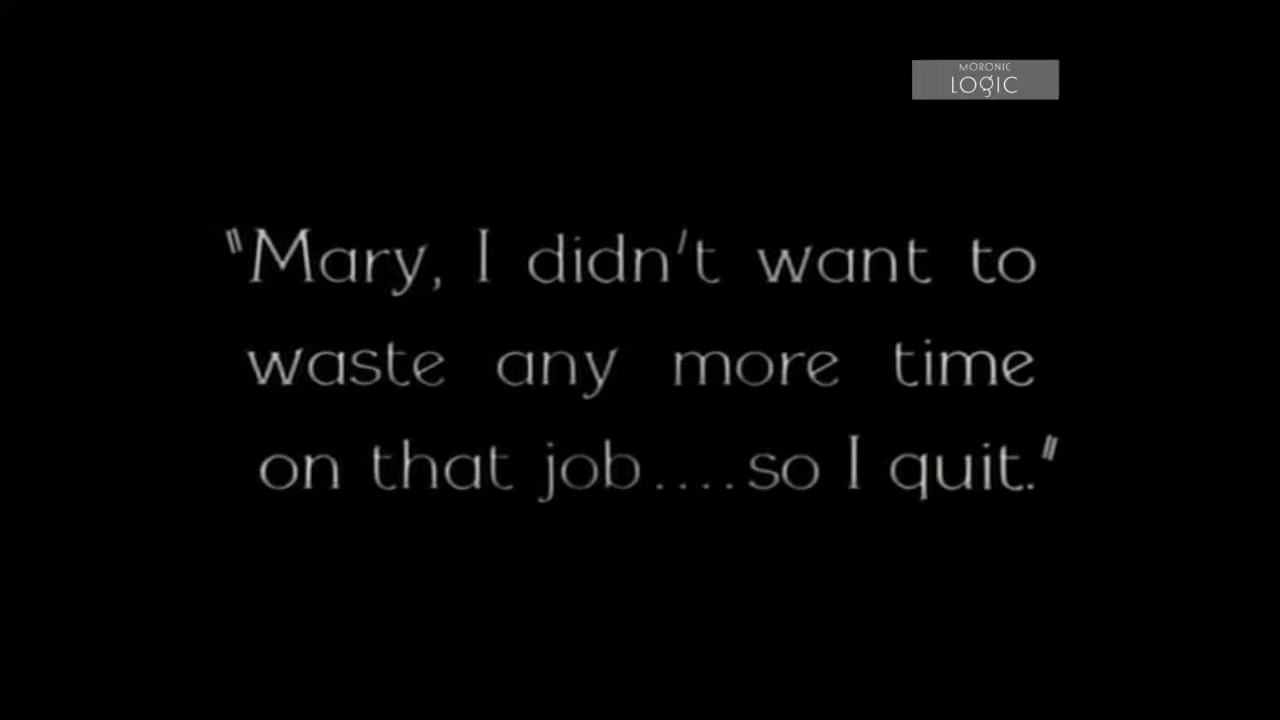 MORONIC
LOGIC
"Mary, I didn't want to
waste any more time
on that job....so I quit."